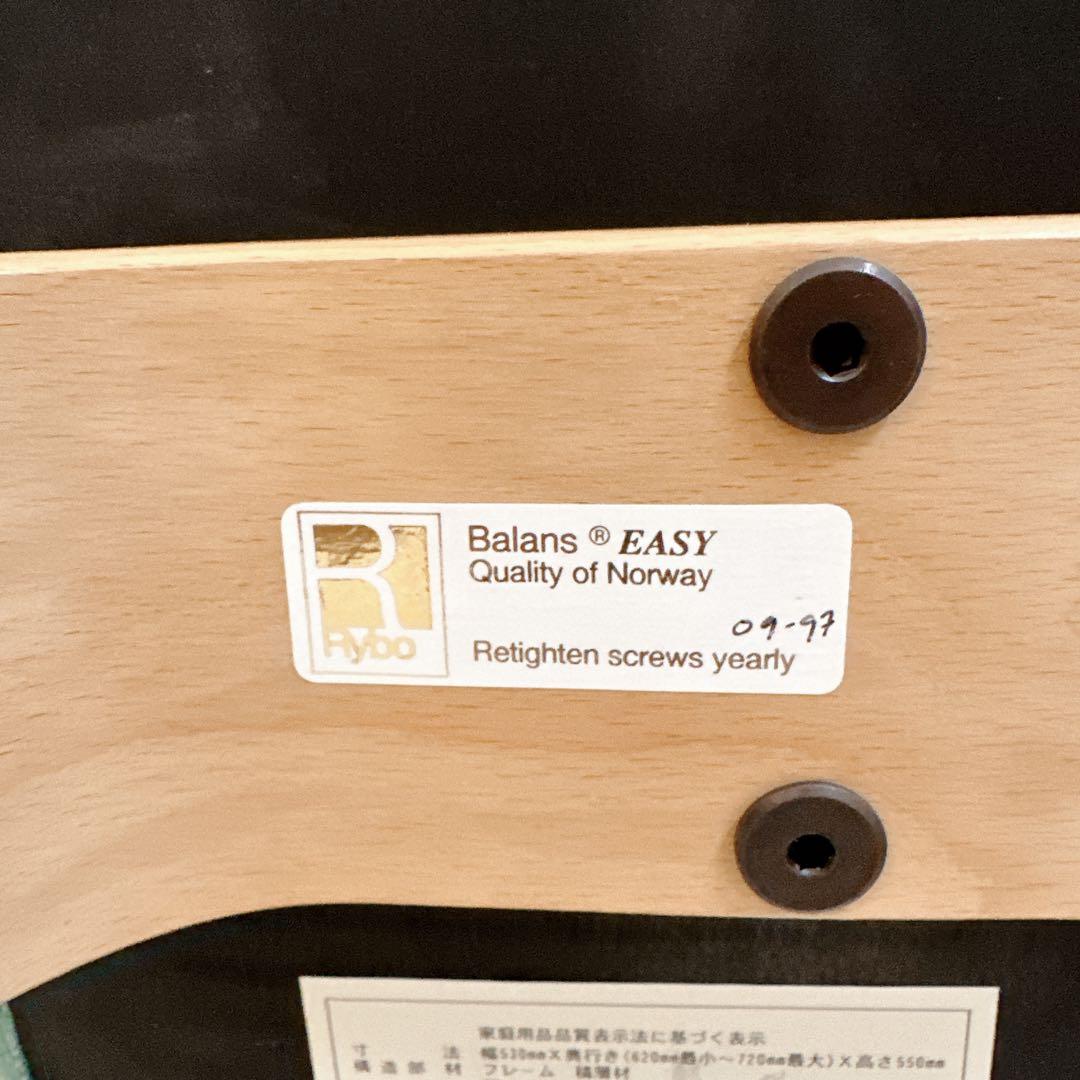 Balans ® EASY
Quality of Norway
09-97
Retighten screws yearly
Rybo
家庭用品品質表示法に基づく表示
寸法 幅530mm×奥行き(620mm最小～720mm最大)×高さ550mm
構造部材 フレーム 積層材